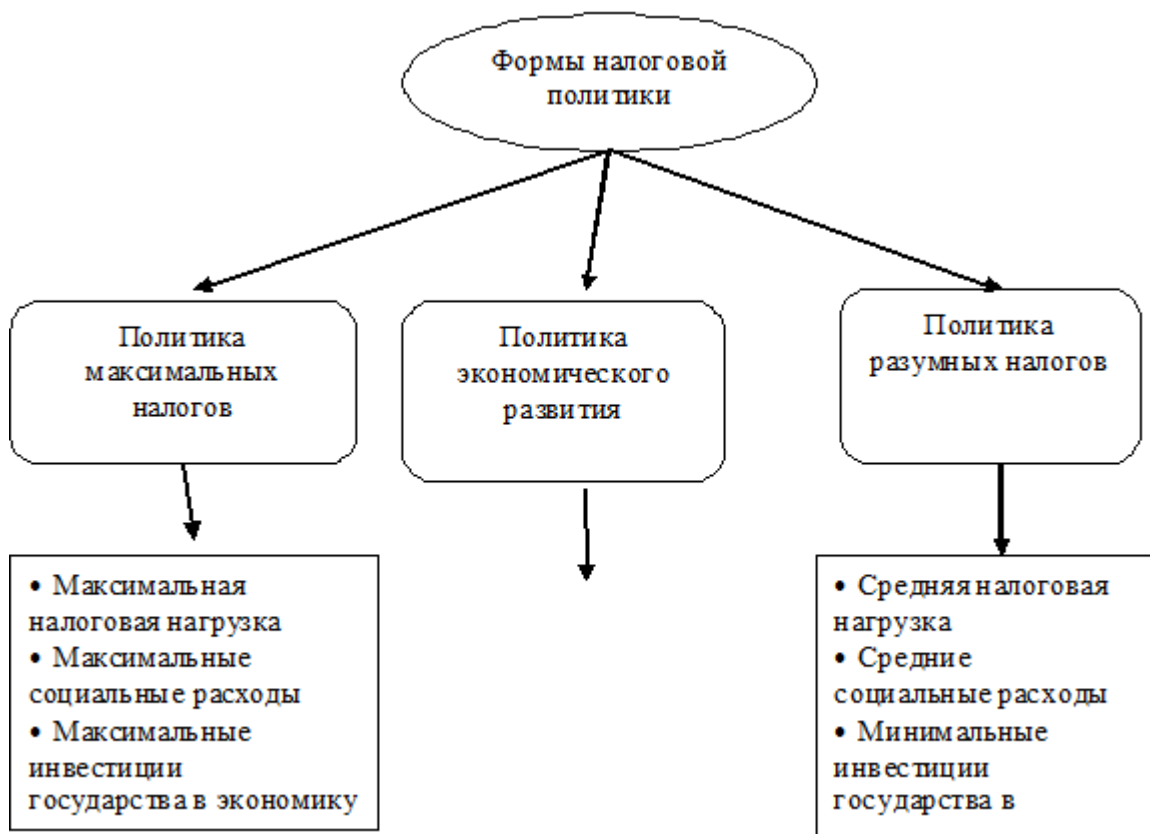 Формы налоговой
политики
Политика
максимальных
налогов
Политика
экономического
развития
Политика
разумных налогов
• Максимальная
налоговая нагрузка
• Максимальные
социальные расходы
• Максимальные
инвестиции
государства в экономику
• Средняя налоговая
нагрузка
• Средние
социальные расходы
• Минимальные
инвестиции
государства в